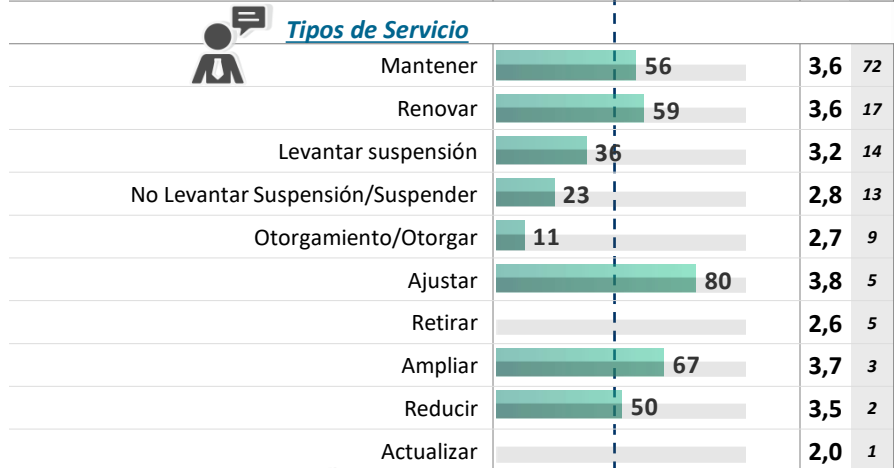 Tipos de Servicio
Mantener 56 3,6 72
Renovar 59 3,6 17
Levantar suspensión 36 3,2 14
No Levantar Suspensión/Suspender 23 2,8 13
Otorgamiento/Otorgar 11 2,7 9
Ajustar 80 3,8 5
Retirar 2,6 5
Ampliar 67 3,7 3
Reducir 50 3,5 2
Actualizar 2,0 1